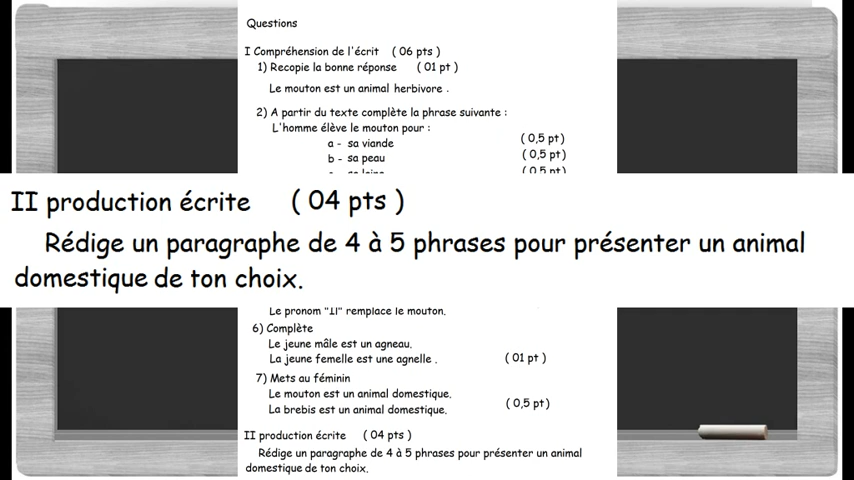 Questions
I Compréhension de l'écrit ( 06 pts )
1) Recopie la bonne réponse ( 01 pt )
Le mouton est un animal herbivore .
2) A partir du texte complète la phrase suivante :
L'homme élève le mouton pour :
a - sa viande ( 0,5 pt)
b - sa peau ( 0,5 pt)
II production écrite ( 04 pts )
Rédige un paragraphe de 4 à 5 phrases pour présenter un animal
domestique de ton choix.
Le pronom "Il" remplace le mouton.
6) Complète
Le jeune mâle est un agneau.
La jeune femelle est une agnelle . ( 01 pt )
7) Mets au féminin
Le mouton est un animal domestique.
La brebis est un animal domestique. ( 0,5 pt)
II production écrite ( 04 pts )
Rédige un paragraphe de 4 à 5 phrases pour présenter un animal
domestique de ton choix.